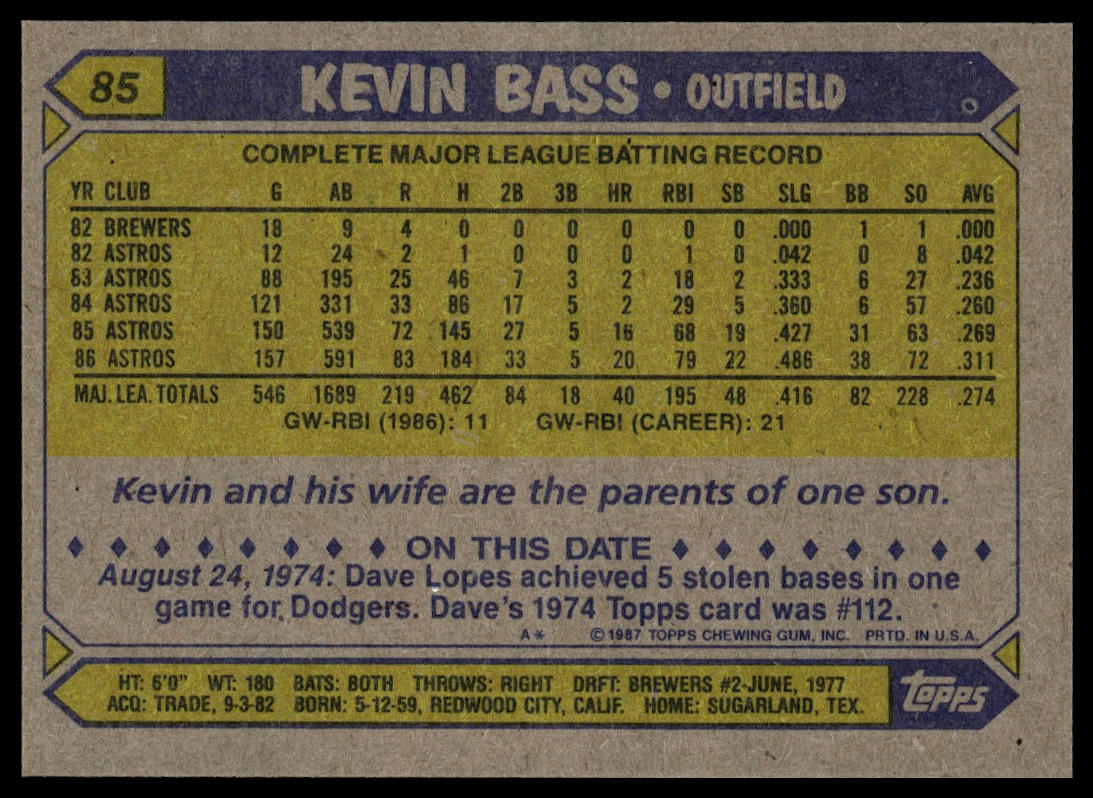 85 KEVIN BASS • OUTFIELD
COMPLETE MAJOR LEAGUE BATTING RECORD
YR CLUB G AB R H 2B 3B HR RBI SB SLG BB SO AVG
82 BREWERS 18 9 4 0 0 0 0 0 0 .000 1 1 .000
82 ASTROS 12 24 2 1 0 0 0 1 0 .042 0 8 .042
83 ASTROS 88 195 25 46 7 3 2 18 2 .333 6 27 .236
84 ASTROS 121 331 33 86 17 5 2 29 5 .360 6 57 .260
85 ASTROS 150 539 72 145 27 5 16 68 19 .427 31 63 .269
86 ASTROS 157 591 83 184 33 5 20 79 22 .486 38 72 .311
MAJ. LEA. TOTALS 546 1689 219 462 84 18 40 195 48 .416 82 228 .274
GW-RBI (1986): 11 GW-RBI (CAREER): 21
Kevin and his wife are the parents of one son.
ON THIS DATE
August 24, 1974: Dave Lopes achieved 5 stolen bases in one
game for Dodgers. Dave's 1974 Topps card was #112.
A* ©1987 TOPPS CHEWING GUM, INC. PRTD. IN U.S.A.
HT: 6'0" WT: 180 BATS: BOTH THROWS: RIGHT DRFT: BREWERS #2-JUNE, 1977
ACQ: TRADE, 9-3-82 BORN: 5-12-59, REDWOOD CITY, CALIF. HOME: SUGARLAND, TEX.
topps